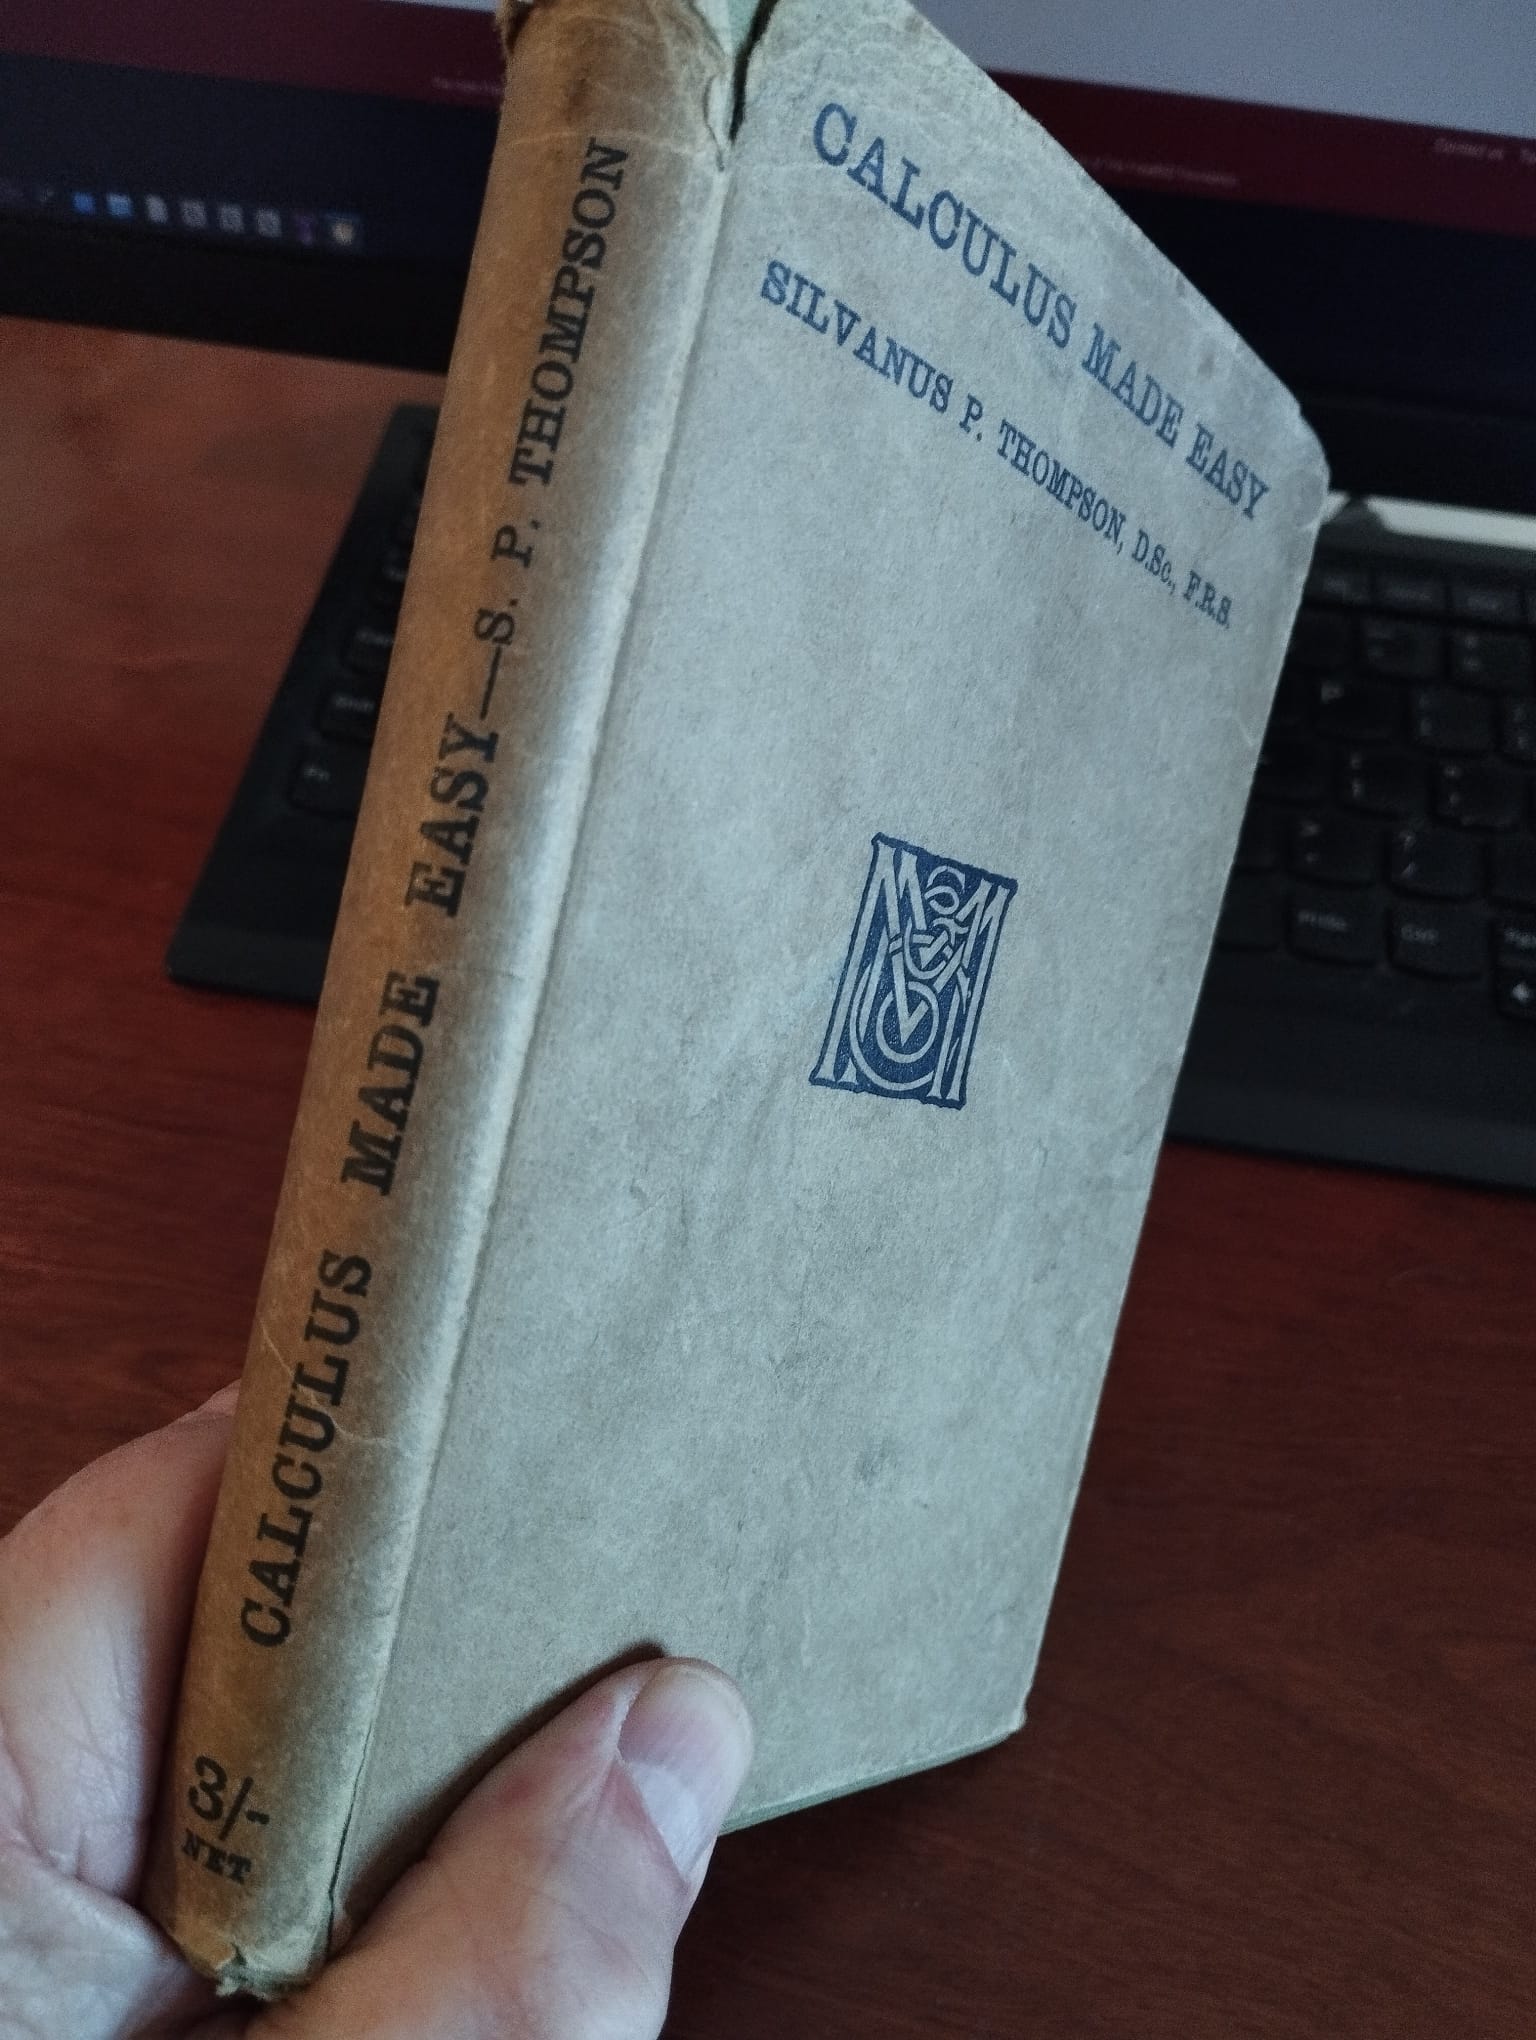 CALCULUS MADE EASY
SILVANUS P. THOMPSON, D.Sc., F.R.S.
CALCULUS MADE EASY—S. P. THOMPSON
3/-
NET